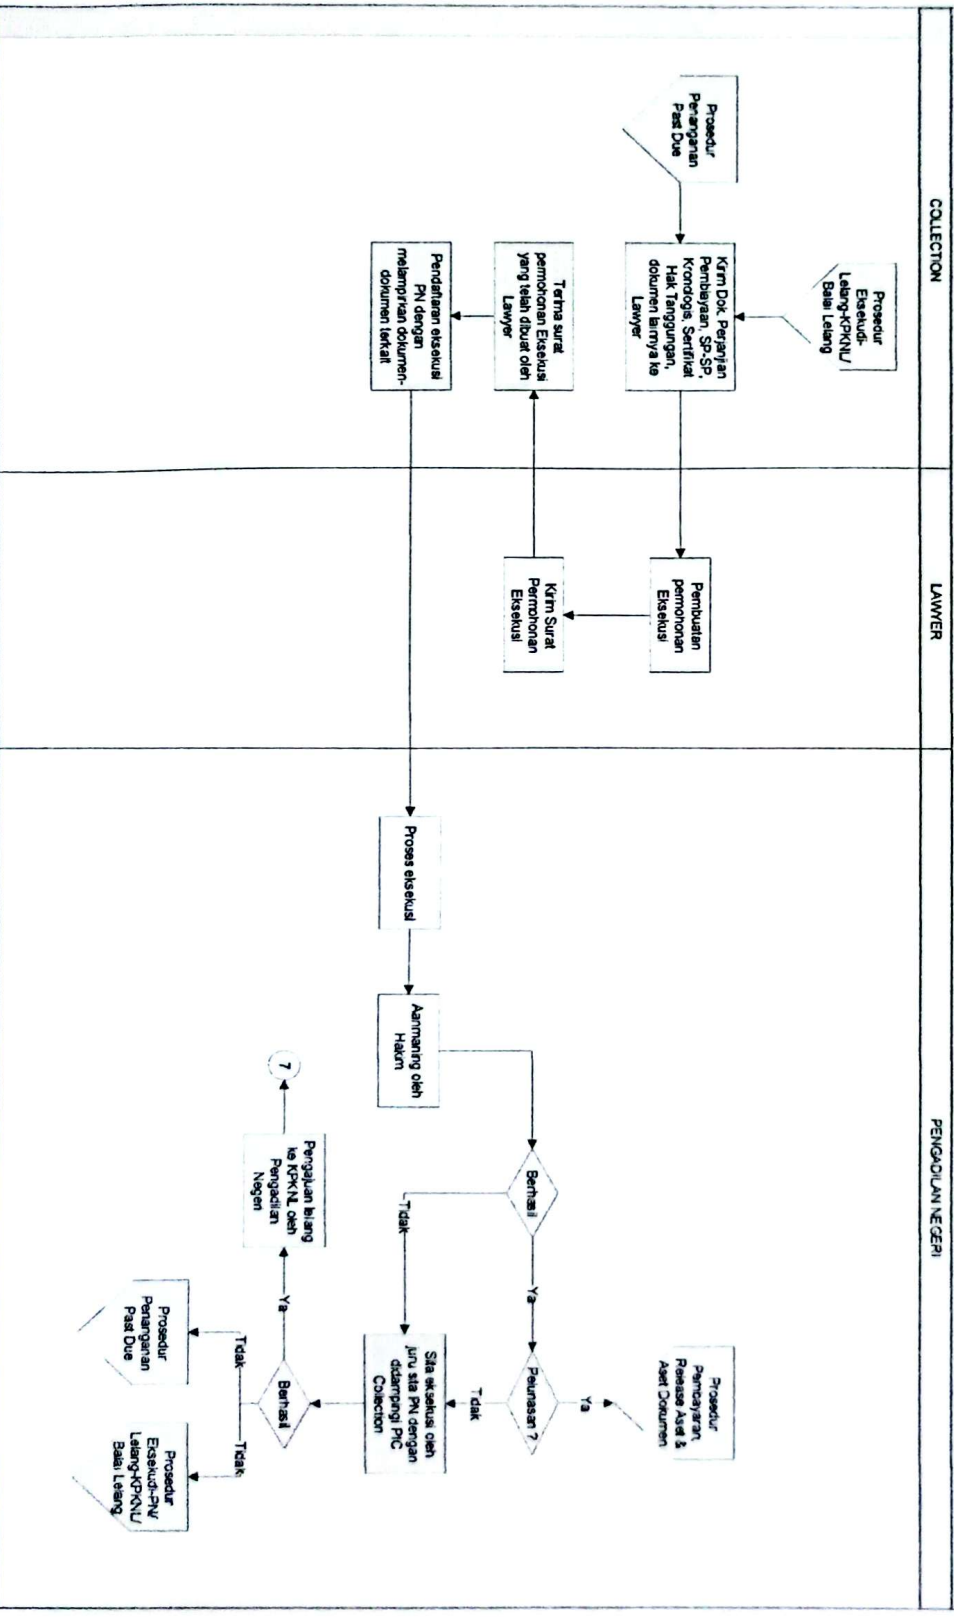 COLLECTION
LAWYER
PENGADILAN NEGERI
Prosedur
Eksekudi-
Lelang-KPKNL/
Balai Lelang
Prosedur
Penanganan
Past Due
Kirim Dok. Perjanjian
Pembiayaan, SP-SP,
Kronologis, Sertifikat
Hak Tanggungan,
dokumen lainnya ke
Lawyer
Pembuatan
permohonan
Eksekusi
Kirim Surat
Permohonan
Eksekusi
Terima surat
permohonan Eksekusi
yang telah dibuat oleh
Lawyer
Pendaftaran eksekusi
PN dengan
melampirkan dokumen-
dokumen terkait
Proses eksekusi
Aanmaning oleh
Hakim
Berhasil
Ya
Tidak
Pelunasan ?
Ya
Tidak
Prosedur
Pembayaran,
Release Aset &
Aset Dokumen
Sita eksekusi oleh
juru sita PN dengan
didampingi PIC
Collection
Berhasil
Ya
Tidak
Tidak
Pengajuan lelang
ke KPKNL oleh
Pengadilan
Negeri
7
Prosedur
Penanganan
Past Due
Prosedur
Eksekudi-PN/
Lelang-KPKNL/
Balai Lelang